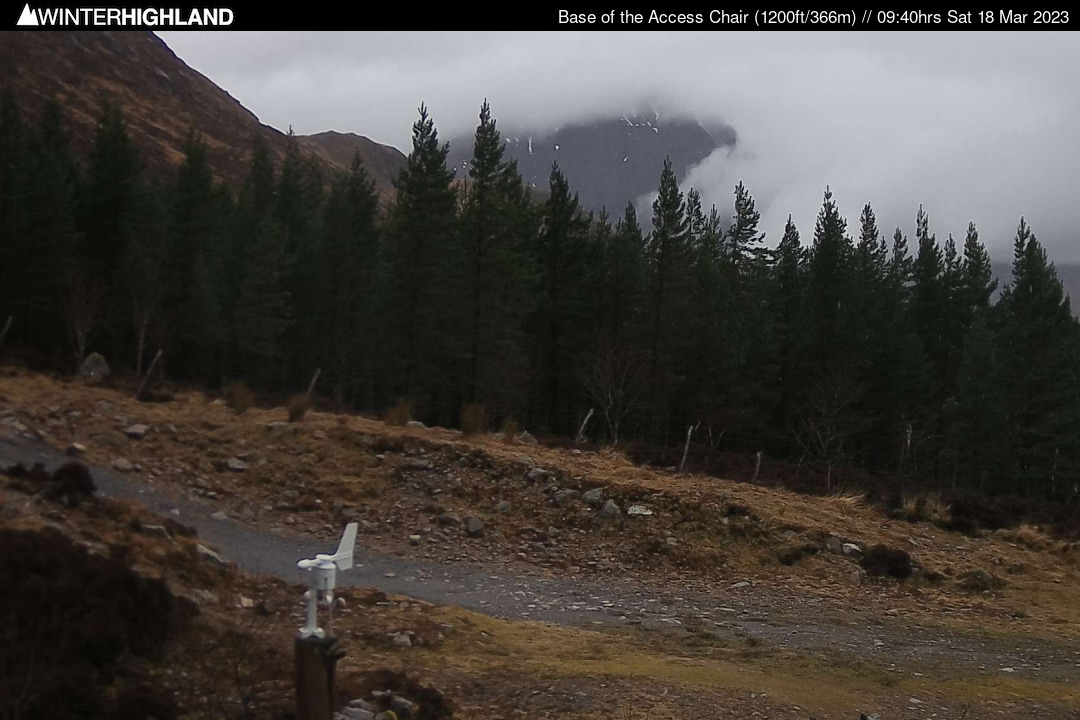 WINTERHIGHLAND
Base of the Access Chair (1200ft/366m) // 09:40hrs Sat 18 Mar 2023